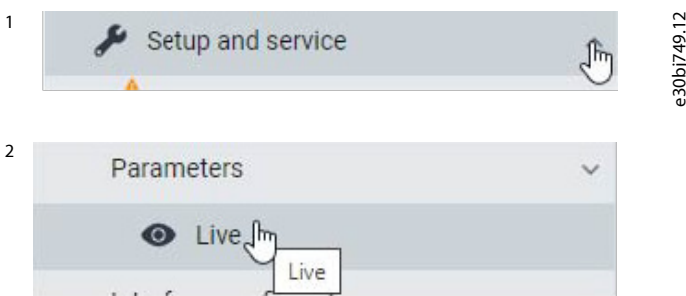 1
Setup and service
e30bi749.12
2
Parameters
Live
Live